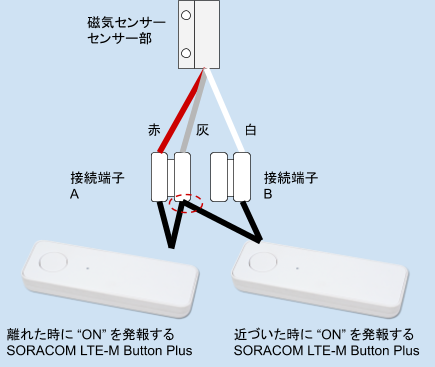 磁気センサー
センサー部
赤
灰
白
接続端子
A
接続端子
B
離れた時に “ON” を発報する
SORACOM LTE-M Button Plus
近づいた時に “ON” を発報する
SORACOM LTE-M Button Plus